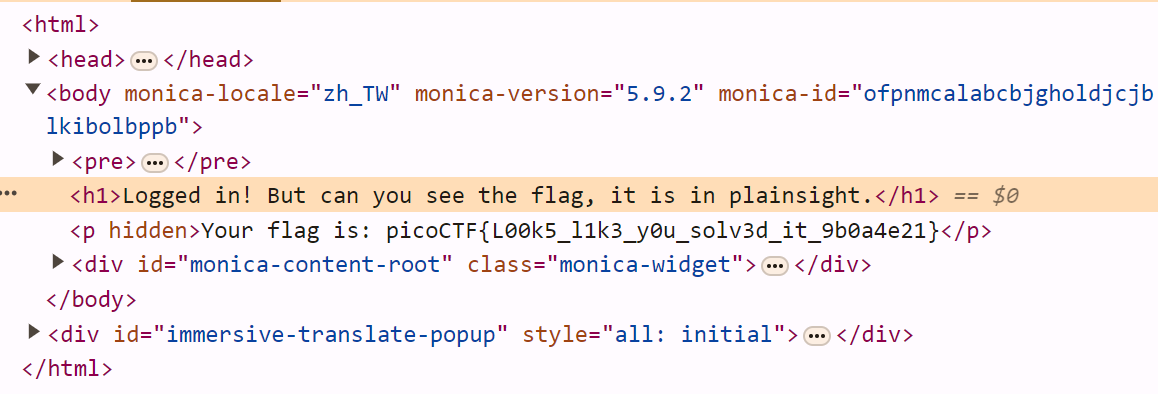 <html>
<head>•••</head>
<body monica-locale="zh_TW" monica-version="5.9.2" monica-id="ofpnmcalabcbjgholdjcjb
lkibolbppb">
<pre>•••</pre>
•••<h1>Logged in! But can you see the flag, it is in plainsight.</h1> == $0
<p hidden>Your flag is: picoCTF{L00k5_l1k3_y0u_solv3d_it_9b0a4e21}</p>
<div id="monica-content-root" class="monica-widget">•••</div>
</body>
<div id="immersive-translate-popup" style="all: initial">•••</div>
</html>